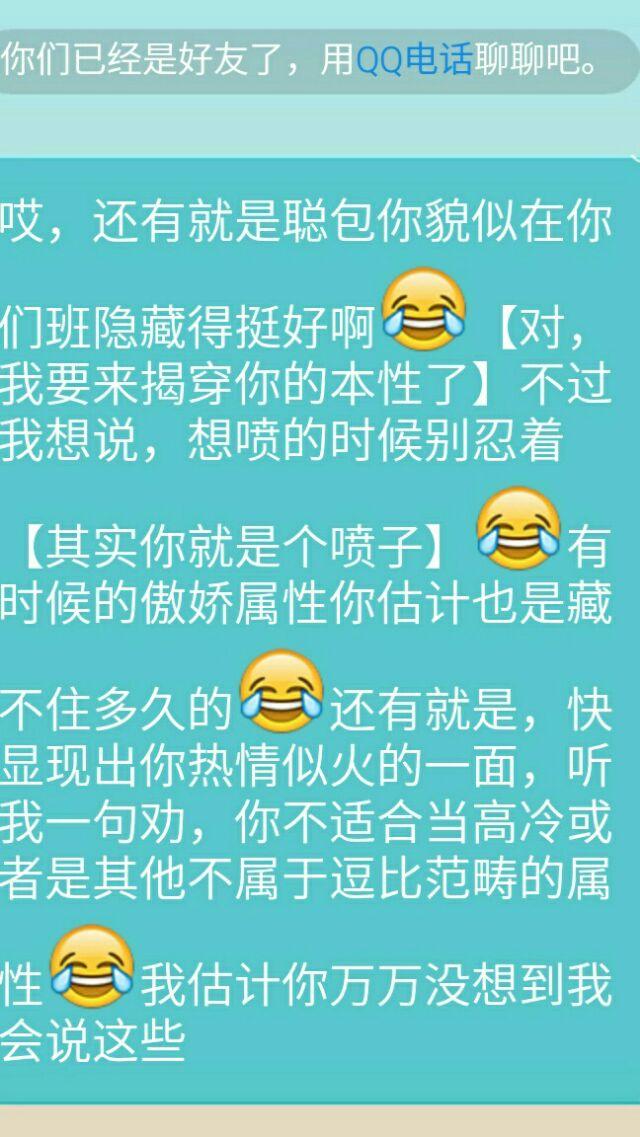 你们已经是好友了，用QQ电话聊聊吧。
哎，还有就是聪包你貌似在你
们班隐藏得挺好啊😂【对，
我要来揭穿你的本性了】不过
我想说，想喷的时候别忍着
【其实你就是个喷子】😂有
时候的傲娇属性你估计也是藏
不住多久的😂还有就是，快
显现出你热情似火的一面，听
我一句劝，你不适合当高冷或
者是其他不属于逗比范畴的属
性😂我估计你万万没想到我
会说这些